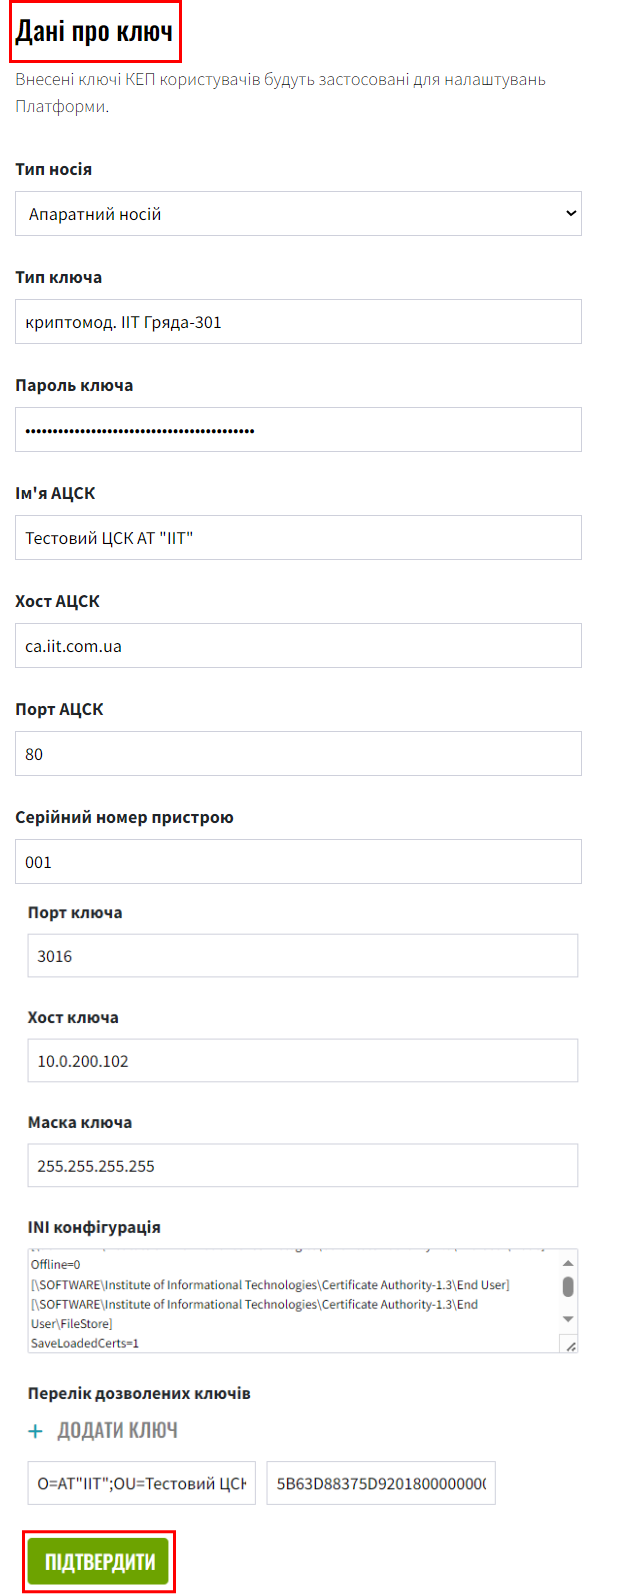 Дані про ключ
Внесені ключі КЕП користувачів будуть застосовані для налаштувань
Платформи.
Тип носія
Апаратний носій
Тип ключа
криптомод. ІІТ Гряда-301
Пароль ключа
Ім'я АЦСК
Тестовий ЦСК АТ "ІІТ"
Хост АЦСК
ca.iit.com.ua
Порт АЦСК
80
Серійний номер пристрою
001
Порт ключа
3016
Хост ключа
10.0.200.102
Маска ключа
255.255.255.255
INI конфігурація
Offline=0
[\SOFTWARE\Institute of Informational Technologies\Certificate Authority-1.3\End User]
[\SOFTWARE\Institute of Informational Technologies\Certificate Authority-1.3\End
User\FileStore]
SaveLoadedCerts=1
Перелік дозволених ключів
+ ДОДАТИ КЛЮЧ
O=АТ"ІІТ";OU=Тестовий ЦСК 5B63D88375D920180000000
ПІДТВЕРДИТИ